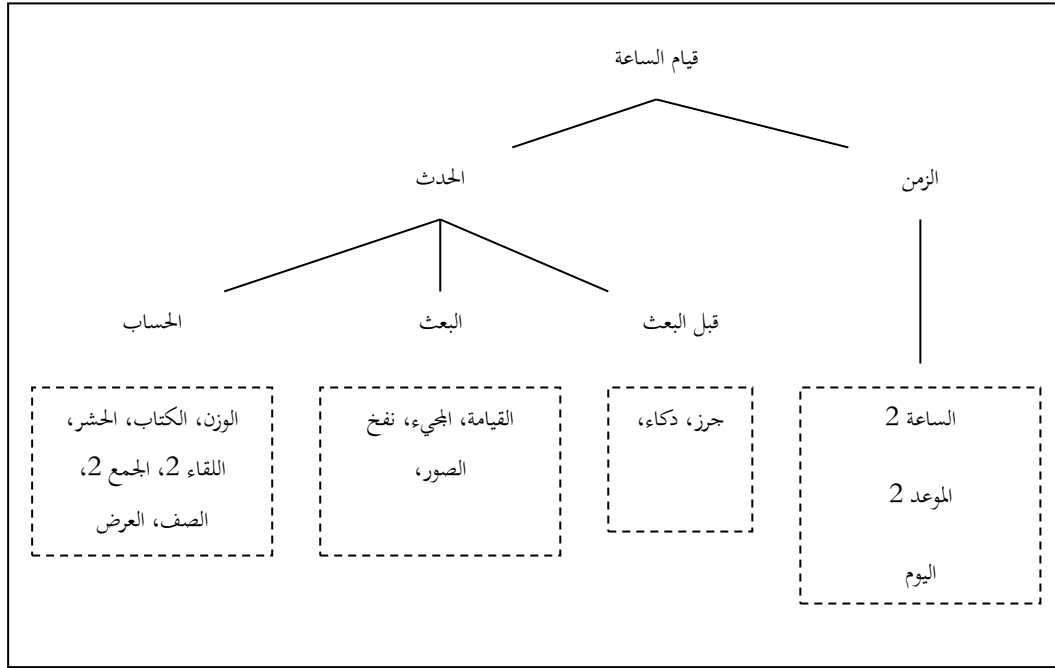 قيام الساعة
الزمن
الحدث
قبل البعث
البعث
الحساب
الساعة 2
الموعد 2
اليوم
جرز، دكاء،
القيامة، المجيء، نفخ
الصور،
الوزن، الكتاب، الحشر،
اللقاء 2، الجمع 2،
الصف، العرض